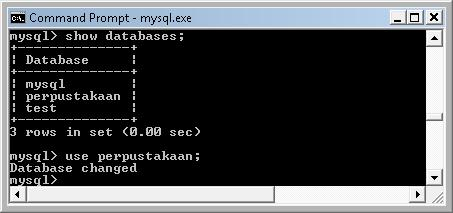 Command Prompt - mysql.exe
mysql> show databases;
+--------------+
| Database     |
+--------------+
| mysql        |
| perpustakaan |
| test         |
+--------------+
3 rows in set (0.00 sec)
mysql> use perpustakaan;
Database changed
mysql>